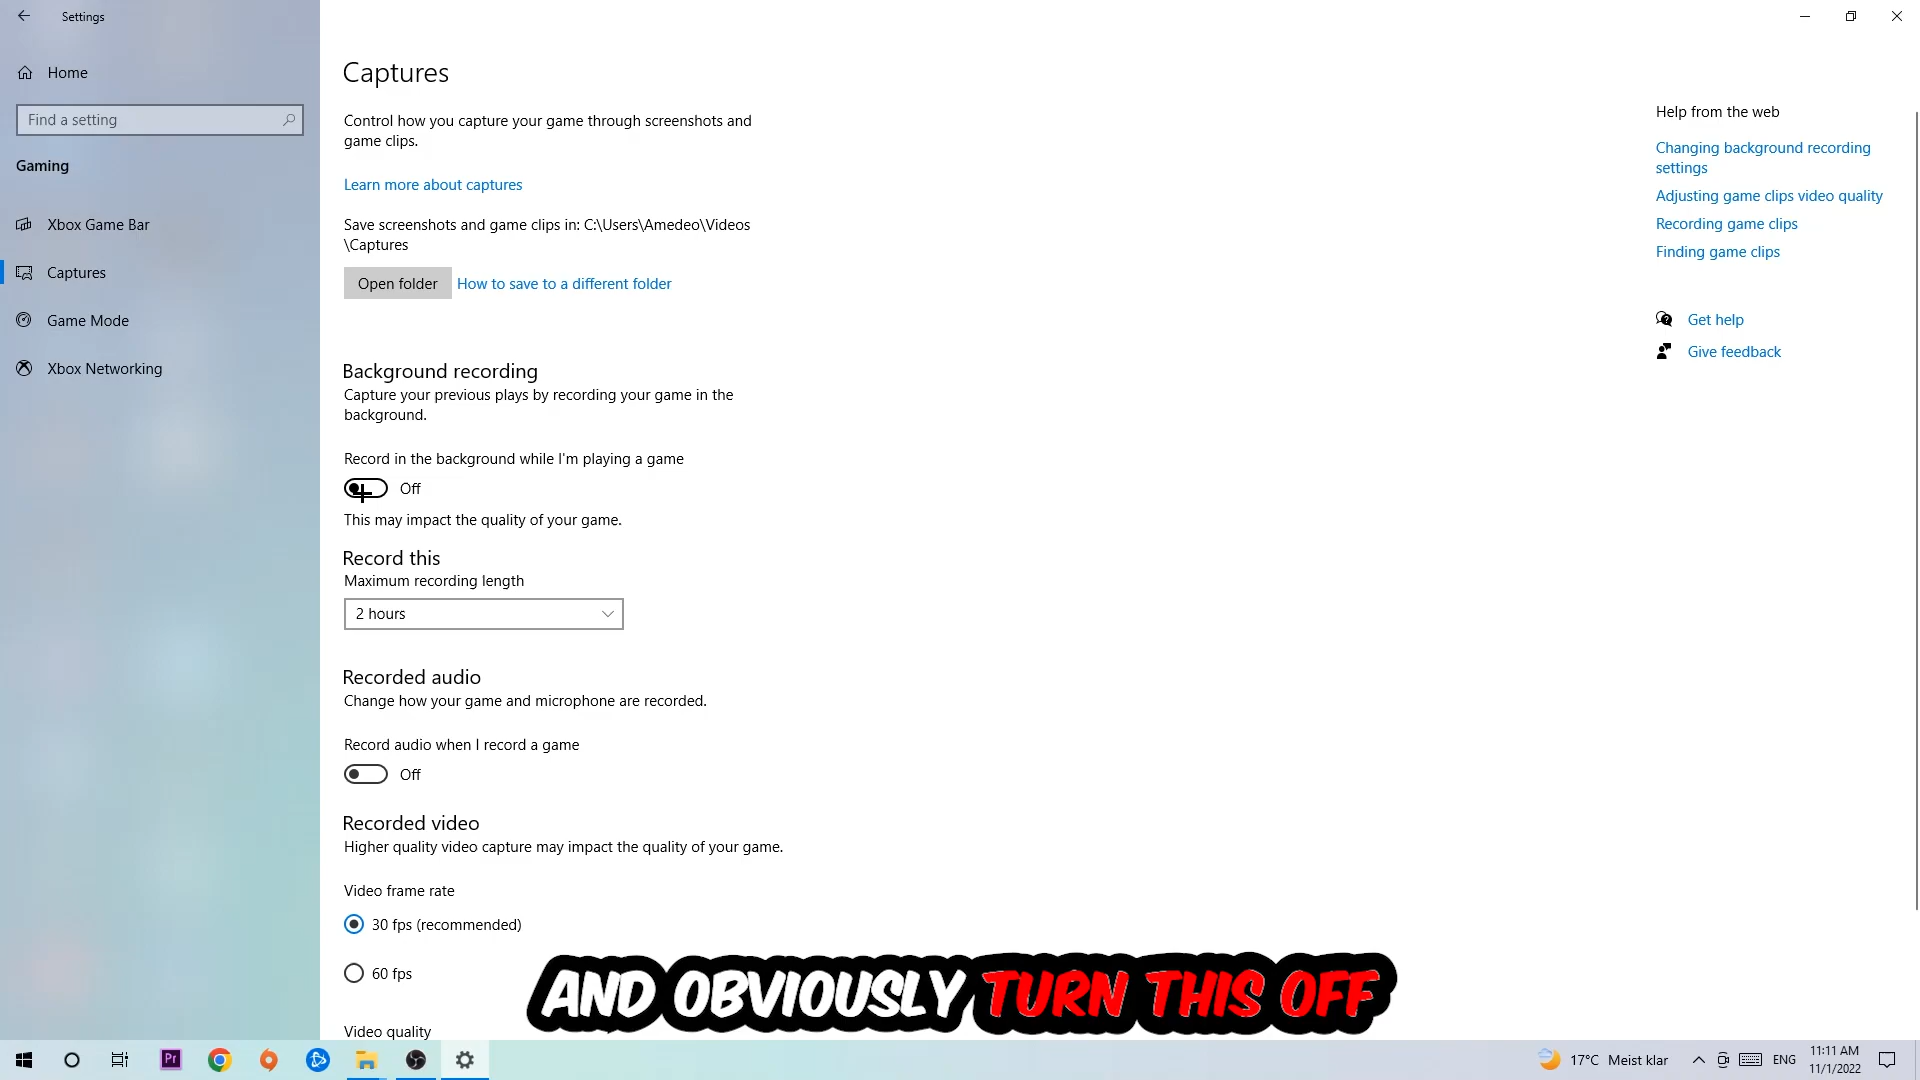 Settings
Home
Find a setting
Gaming
Xbox Game Bar
Captures
Game Mode
Xbox Networking
Captures
Control how you capture your game through screenshots and
game clips.
Learn more about captures
Save screenshots and game clips in: C:\Users\Amedeo\Videos
\Captures
Open folder
How to save to a different folder
Background recording
Capture your previous plays by recording your game in the
background.
Record in the background while I'm playing a game
Off
This may impact the quality of your game.
Record this
Maximum recording length
2 hours
Recorded audio
Change how your game and microphone are recorded.
Record audio when I record a game
Off
Recorded video
Higher quality video capture may impact the quality of your game.
Video frame rate
30 fps (recommended)
60 fps
Video quality
Help from the web
Changing background recording
settings
Adjusting game clips video quality
Recording game clips
Finding game clips
Get help
Give feedback
AND OBVIOUSLY TURN THIS OFF
Pr
17°C Meist klar
ENG
11:11 AM
11/1/2022